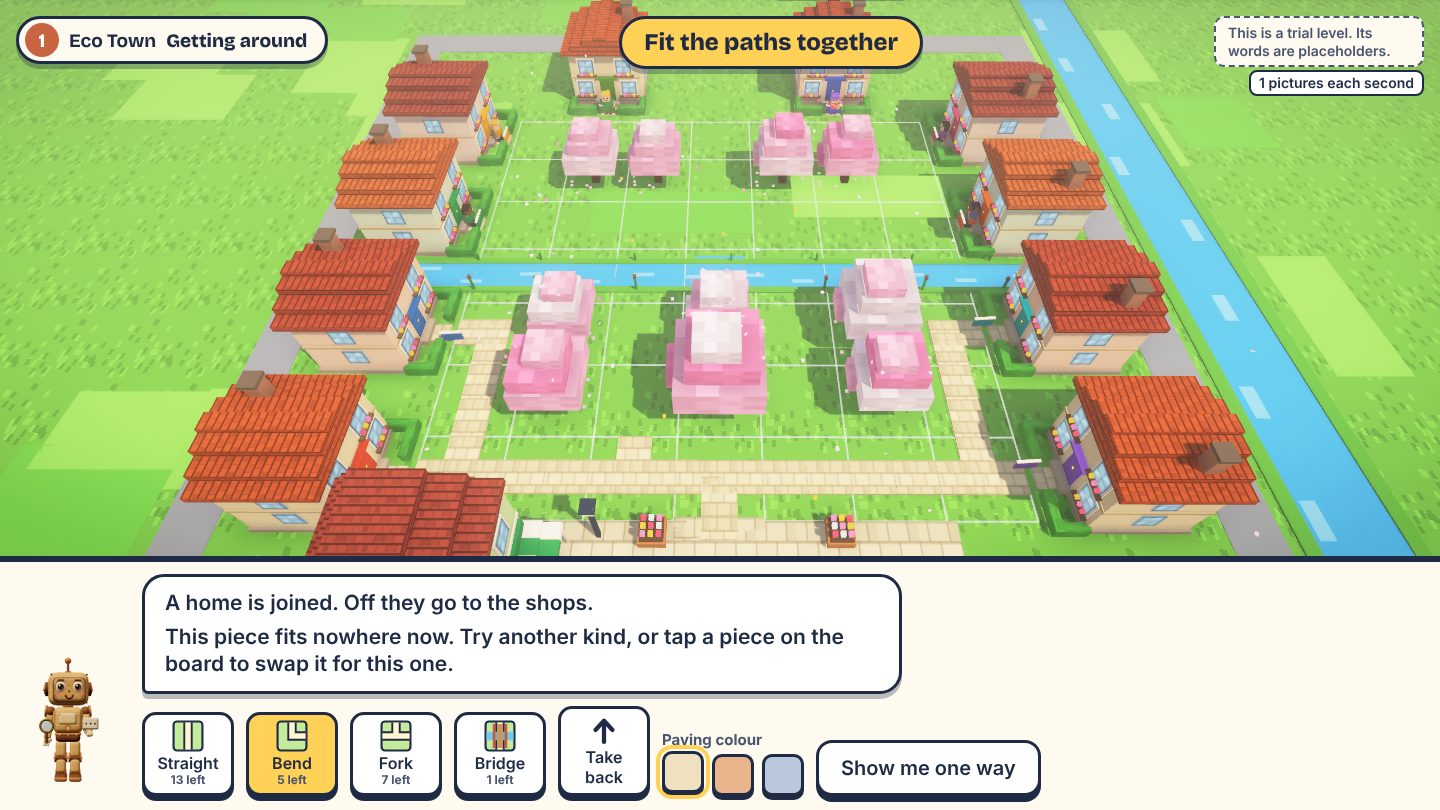 1 Eco Town Getting around
Fit the paths together
This is a trial level. Its
words are placeholders.
1 pictures each second
A home is joined. Off they go to the shops.
This piece fits nowhere now. Try another kind, or tap a piece on the
board to swap it for this one.
Straight
13 left
Bend
5 left
Fork
7 left
Bridge
1 left
Take
back
Paving colour
Show me one way